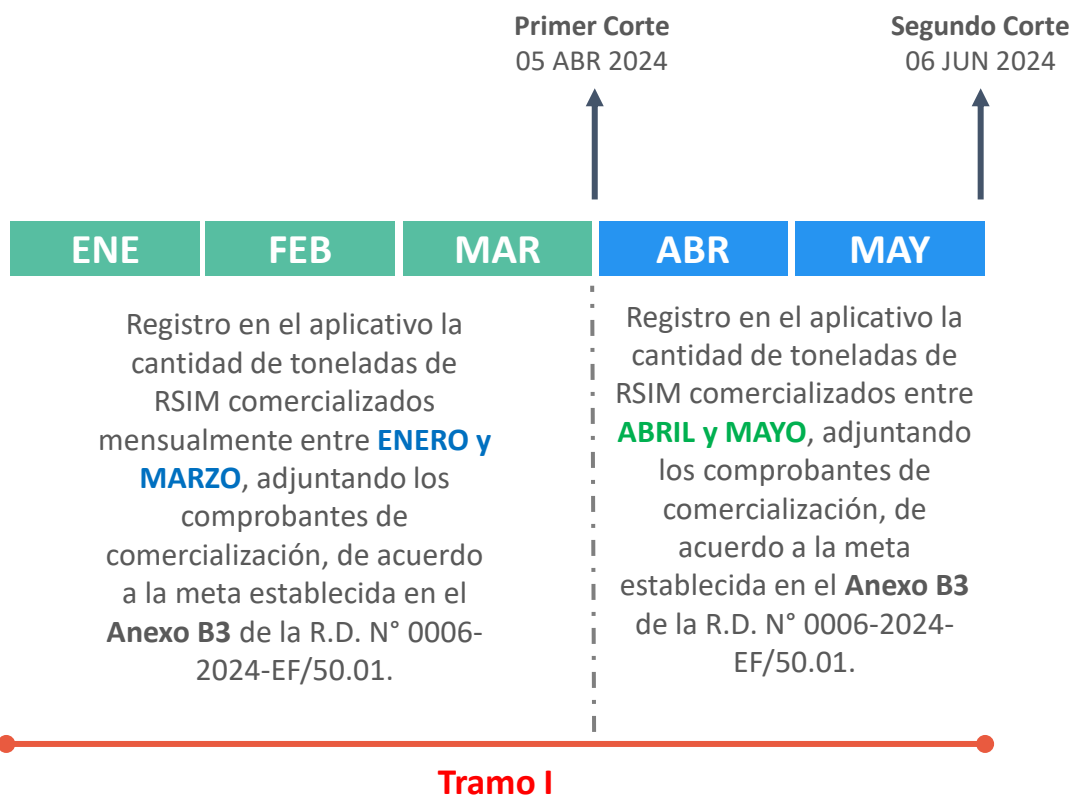 Primer Corte
05 ABR 2024
Segundo Corte
06 JUN 2024
ENE
FEB
MAR
ABR
MAY
Registro en el aplicativo la
cantidad de toneladas de
RSIM comercializados
mensualmente entre ENERO y
MARZO, adjuntando los
comprobantes de
comercialización, de acuerdo
a la meta establecida en el
Anexo B3 de la R.D. N° 0006-
2024-EF/50.01.
Registro en el aplicativo la
cantidad de toneladas de
RSIM comercializados entre
ABRIL y MAYO, adjuntando
los comprobantes de
comercialización, de
acuerdo a la meta
establecida en el Anexo B3
de la R.D. N° 0006-2024-
EF/50.01.
Tramo I